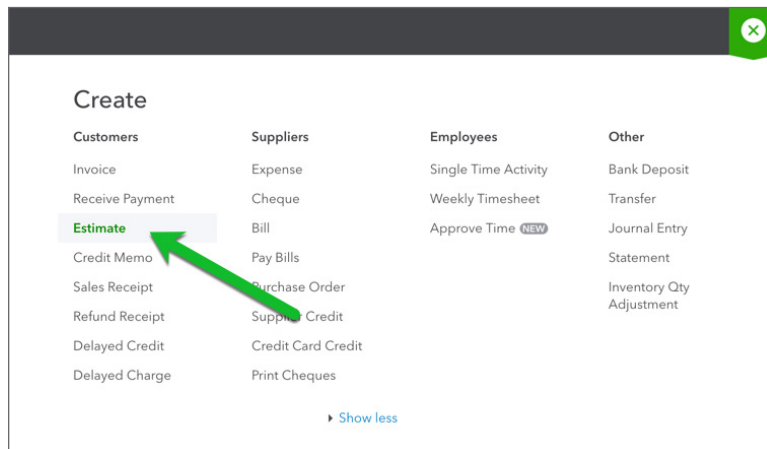 Create
Customers
Invoice
Receive Payment
Estimate
Credit Memo
Sales Receipt
Refund Receipt
Delayed Credit
Delayed Charge
Suppliers
Expense
Cheque
Bill
Pay Bills
Purchase Order
Supplier Credit
Credit Card Credit
Print Cheques
Employees
Single Time Activity
Weekly Timesheet
Approve Time NEW
Other
Bank Deposit
Transfer
Journal Entry
Statement
Inventory Qty
Adjustment
Show less